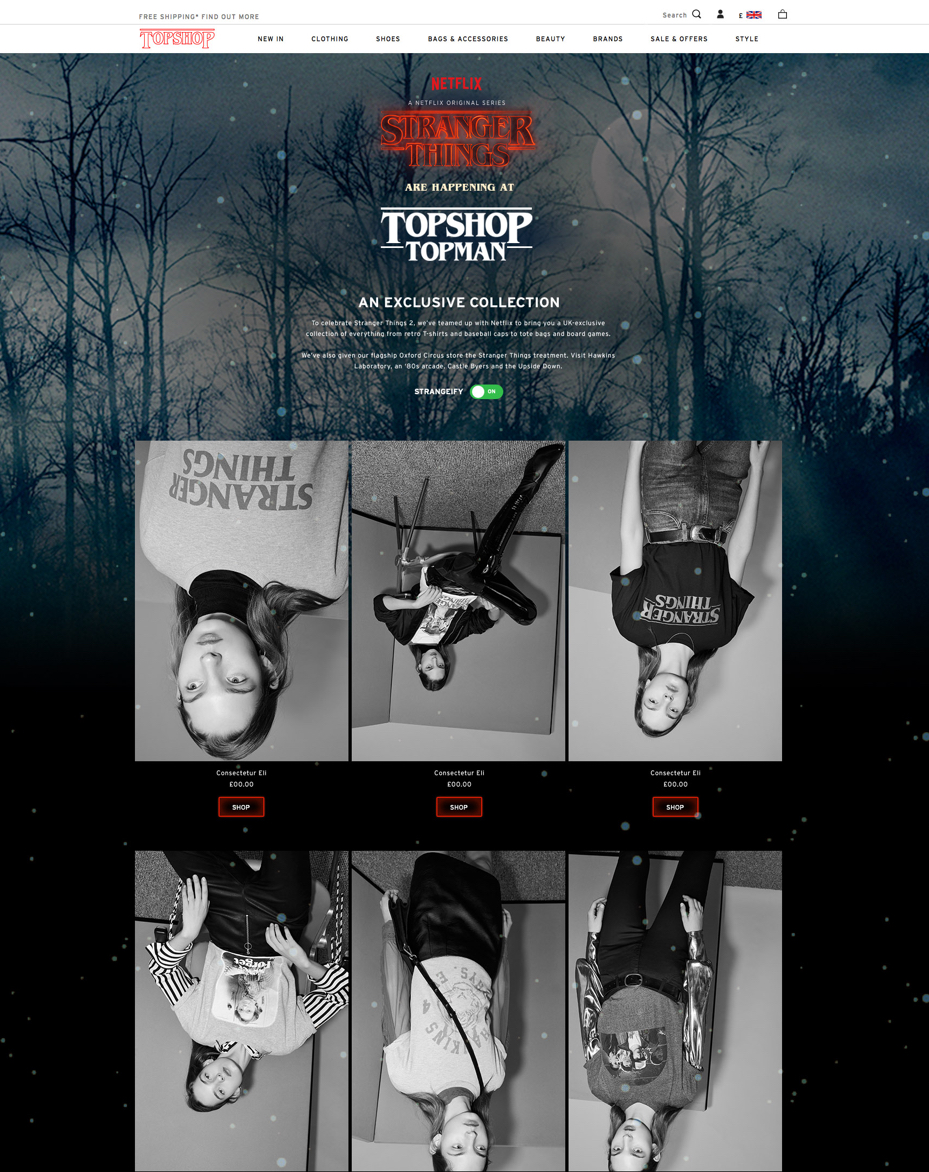 FREE SHIPPING* FIND OUT MORE
Search
£
TOPSHOP
NEW IN
CLOTHING
SHOES
BAGS & ACCESSORIES
BEAUTY
BRANDS
SALE & OFFERS
STYLE
NETFLIX
A NETFLIX ORIGINAL SERIES
STRANGER
THINGS
ARE HAPPENING AT
TOPSHOP
TOPMAN
AN EXCLUSIVE COLLECTION
To celebrate Stranger Things 2, we've teamed up with Netflix to bring you a UK-exclusive
collection of everything from retro T-shirts and baseball caps to tote bags and board games.
We've also given our flagship Oxford Circus store the Stranger Things treatment. Visit Hawkins
Laboratory, an '80s arcade, Castle Byers and the Upside Down.
STRANGEIFY
ON
STRANGER
THINGS
STRANGER
THINGS
Consectetur Eli
£00.00
SHOP
Consectetur Eli
£00.00
SHOP
Consectetur Eli
£00.00
SHOP
Forget